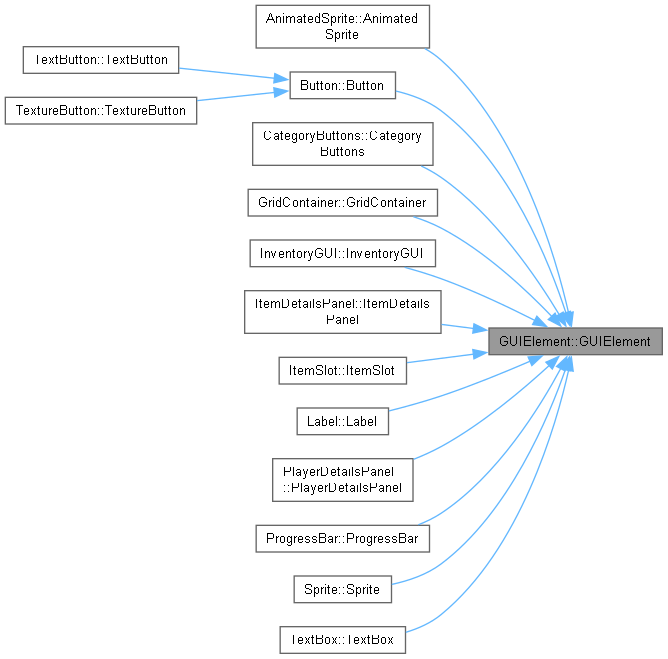 AnimatedSprite::Animated
Sprite
TextButton::TextButton
Button::Button
TextureButton::TextureButton
CategoryButtons::Category
Buttons
GridContainer::GridContainer
InventoryGUI::InventoryGUI
ItemDetailsPanel::ItemDetails
Panel
GUIElement::GUIElement
ItemSlot::ItemSlot
Label::Label
PlayerDetailsPanel
::PlayerDetailsPanel
ProgressBar::ProgressBar
Sprite::Sprite
TextBox::TextBox